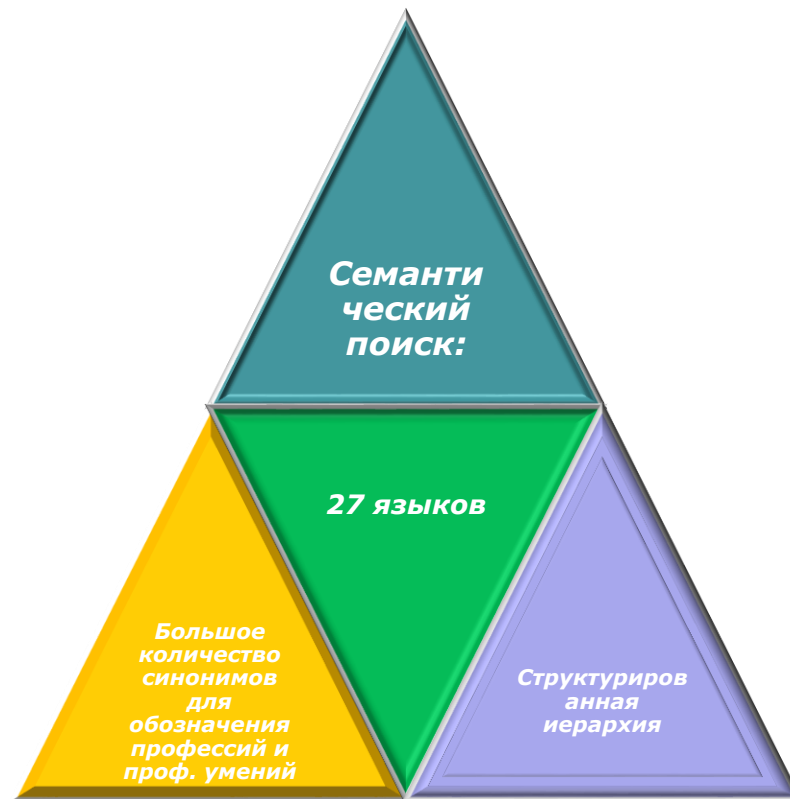 Семанти
ческий
поиск:
27 языков
Большое
количество
синонимов
для
обозначения
профессий и
проф. умений
Структуриров
анная
иерархия